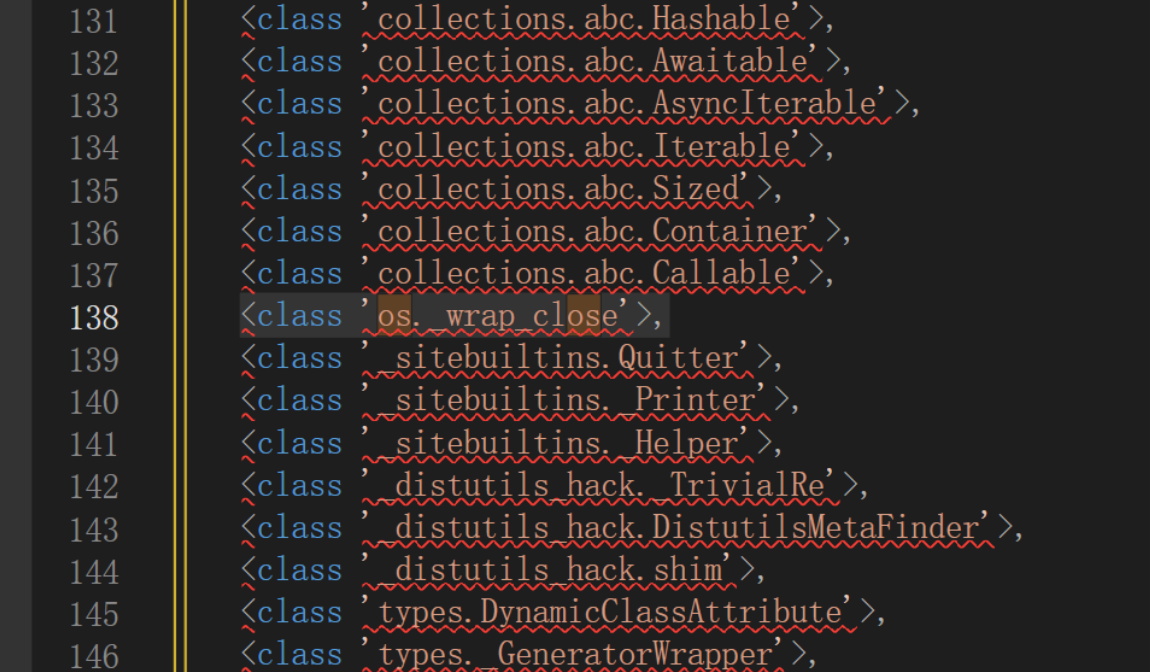 131 <class 'collections.abc.Hashable'>,
132 <class 'collections.abc.Awaitable'>,
133 <class 'collections.abc.AsyncIterable'>,
134 <class 'collections.abc.Iterable'>,
135 <class 'collections.abc.Sized'>,
136 <class 'collections.abc.Container'>,
137 <class 'collections.abc.Callable'>,
138 <class 'os._wrap_close'>,
139 <class '_sitebuiltins.Quitter'>,
140 <class '_sitebuiltins._Printer'>,
141 <class '_sitebuiltins._Helper'>,
142 <class '_distutils_hack._TrivialRe'>,
143 <class '_distutils_hack.DistutilsMetaFinder'>,
144 <class '_distutils_hack.shim'>,
145 <class 'types.DynamicClassAttribute'>,
146 <class 'types._GeneratorWrapper'>,